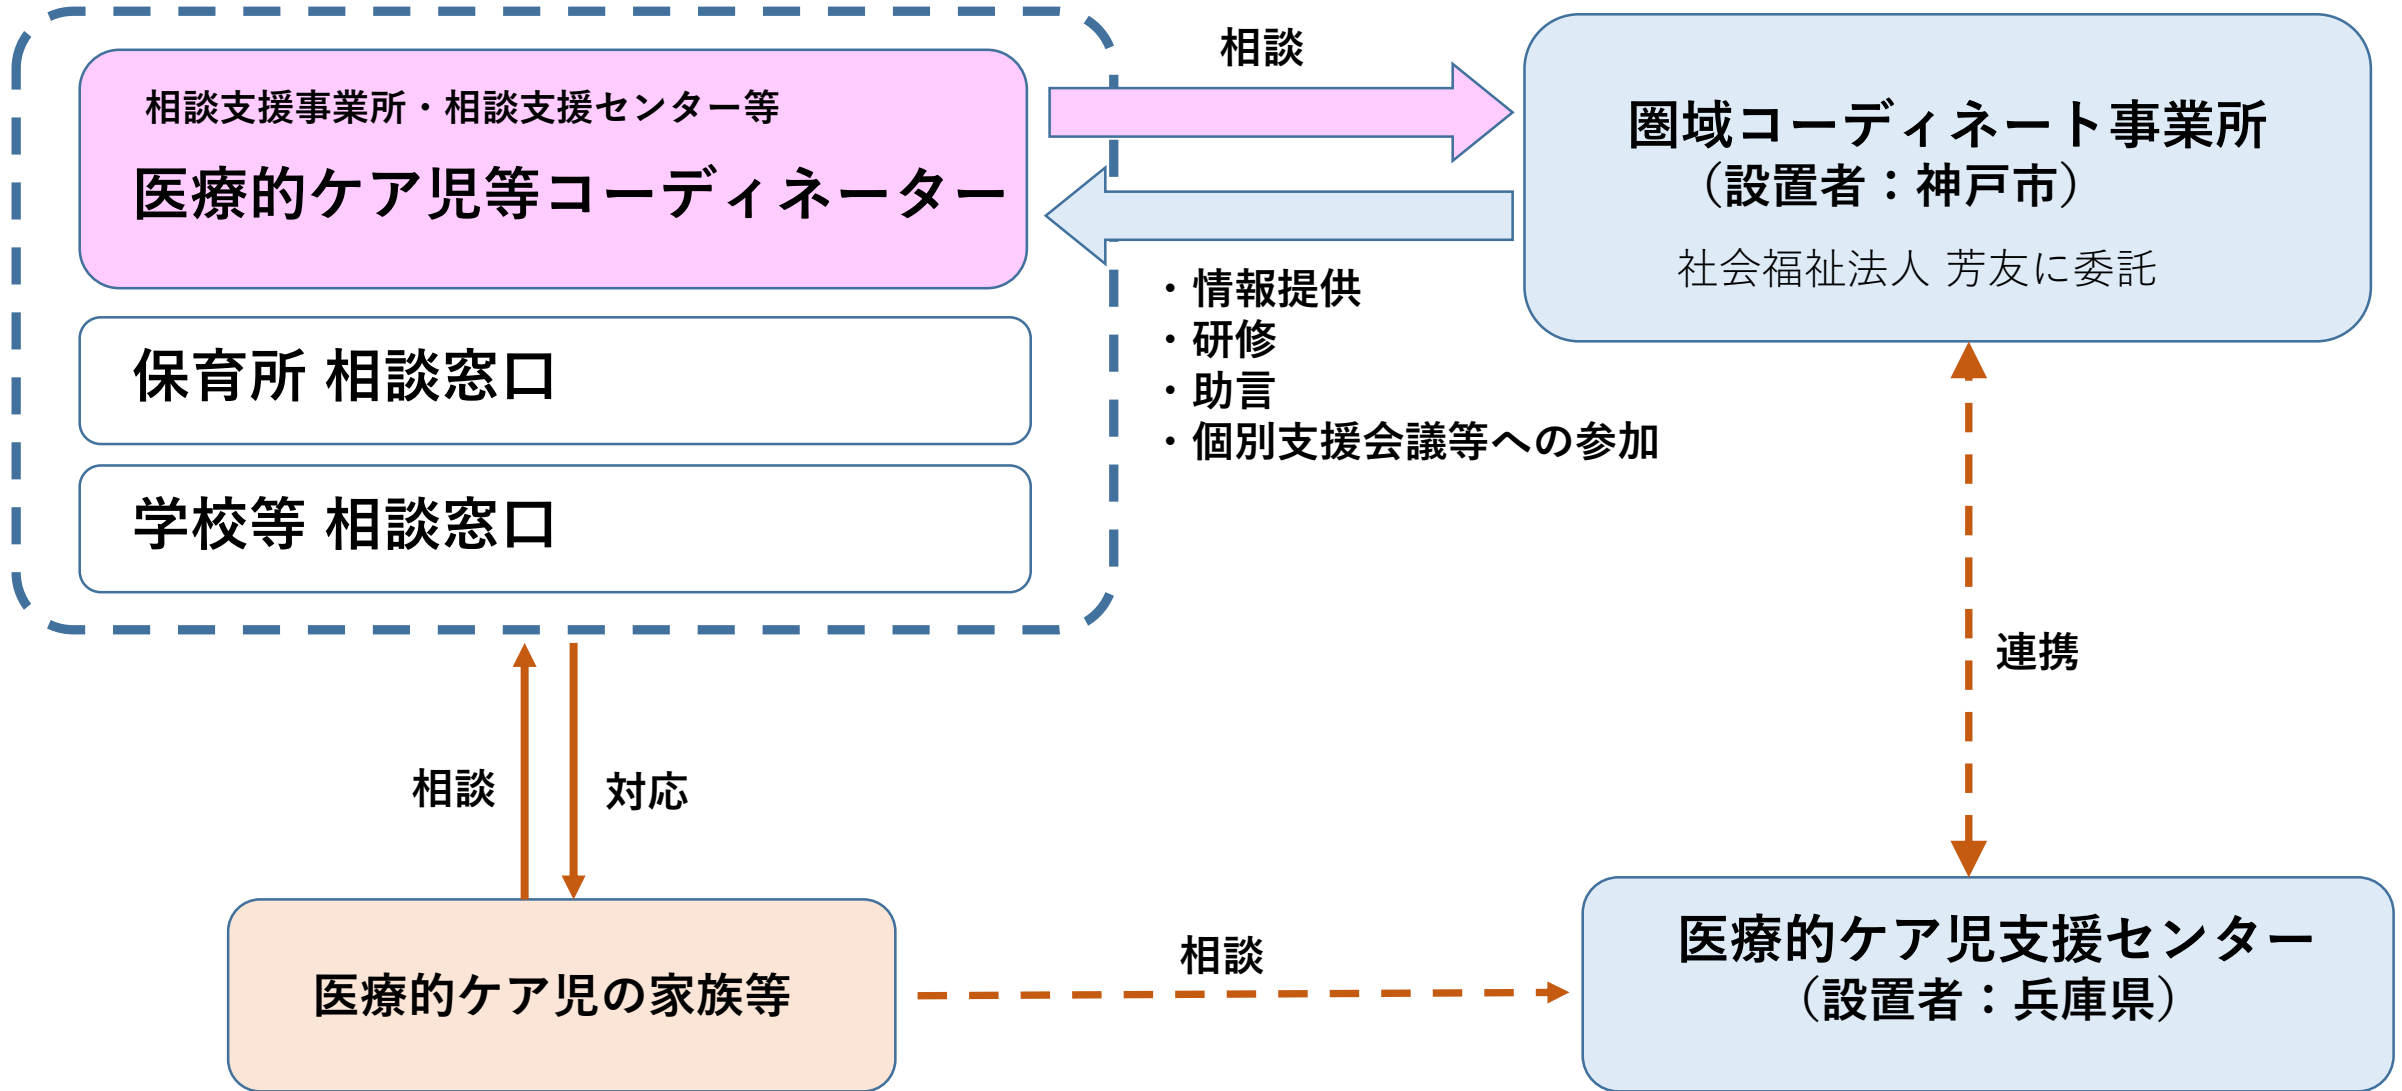 相談支援事業所・相談支援センター等
医療的ケア児等コーディネーター
保育所 相談窓口
学校等 相談窓口
相談
・情報提供
・研修
・助言
・個別支援会議等への参加
圏域コーディネート事業所
（設置者：神戸市）
社会福祉法人 芳友に委託
連携
相談
対応
医療的ケア児の家族等
相談
医療的ケア児支援センター
（設置者：兵庫県）